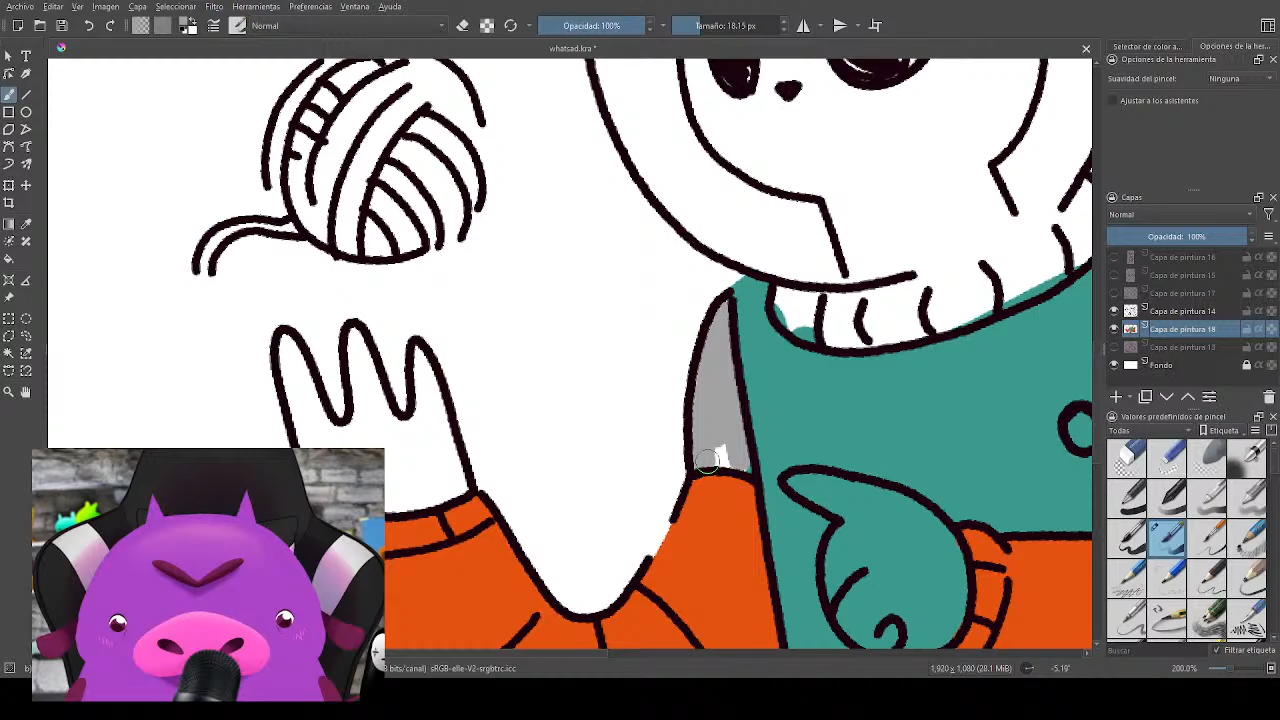 Archivo Editar Ver Imagen Capa Seleccionar Filtro Herramientas Preferencias Ventana Ayuda
Normal Opacidad: 100% Tamaño: 18.15 px
whatsad.kra *
Selector de color a... Opciones de la her...
Opciones de la herramienta
Suavidad del pincel: Ninguna
Ajustar a los asistentes
Capas
Normal
Opacidad: 100%
Capa de pintura 16
Capa de pintura 15
Capa de pintura 17
Capa de pintura 14
Capa de pintura 18
Capa de pintura 13
Fondo
Valores predefinidos de pincel
Todas Etiqueta
Buscar Filtrar etiqueta
bits/canal) sRGB-elle-V2-srgbtrc.icc 1,920 x 1,080 (28.1 MiB) -5.19° 200.0%